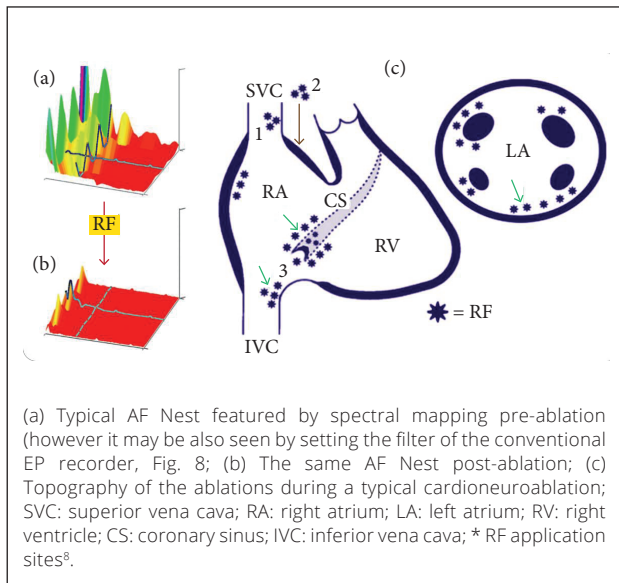 (a)
SVC
2
(c)
1
LA
RA
CS
RF
RV
(b)
3
= RF
IVC
(a) Typical AF Nest featured by spectral mapping pre-ablation
(however it may be also seen by setting the filter of the conventional
EP recorder, Fig. 8; (b) The same AF Nest post-ablation; (c)
Topography of the ablations during a typical cardioneuroablation;
SVC: superior vena cava; RA: right atrium; LA: left atrium; RV: right
ventricle; CS: coronary sinus; IVC: inferior vena cava; * RF application
sites⁸.